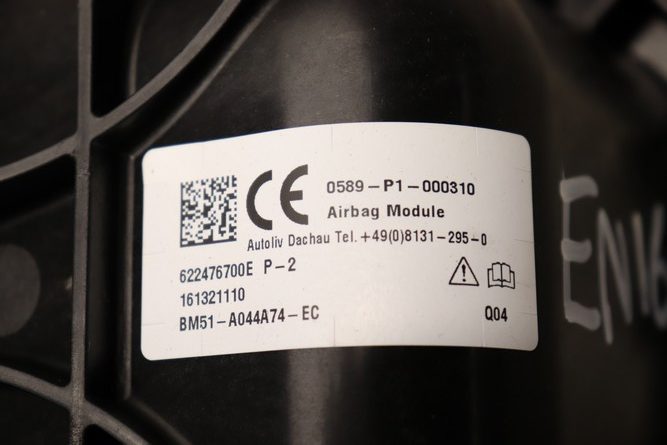 CE 0589-P1-000310
Airbag Module
Autoliv Dachau Tel. +49(0)8131-295-0
622476700E P-2
161321110
BM51-A044A74-EC
Q04